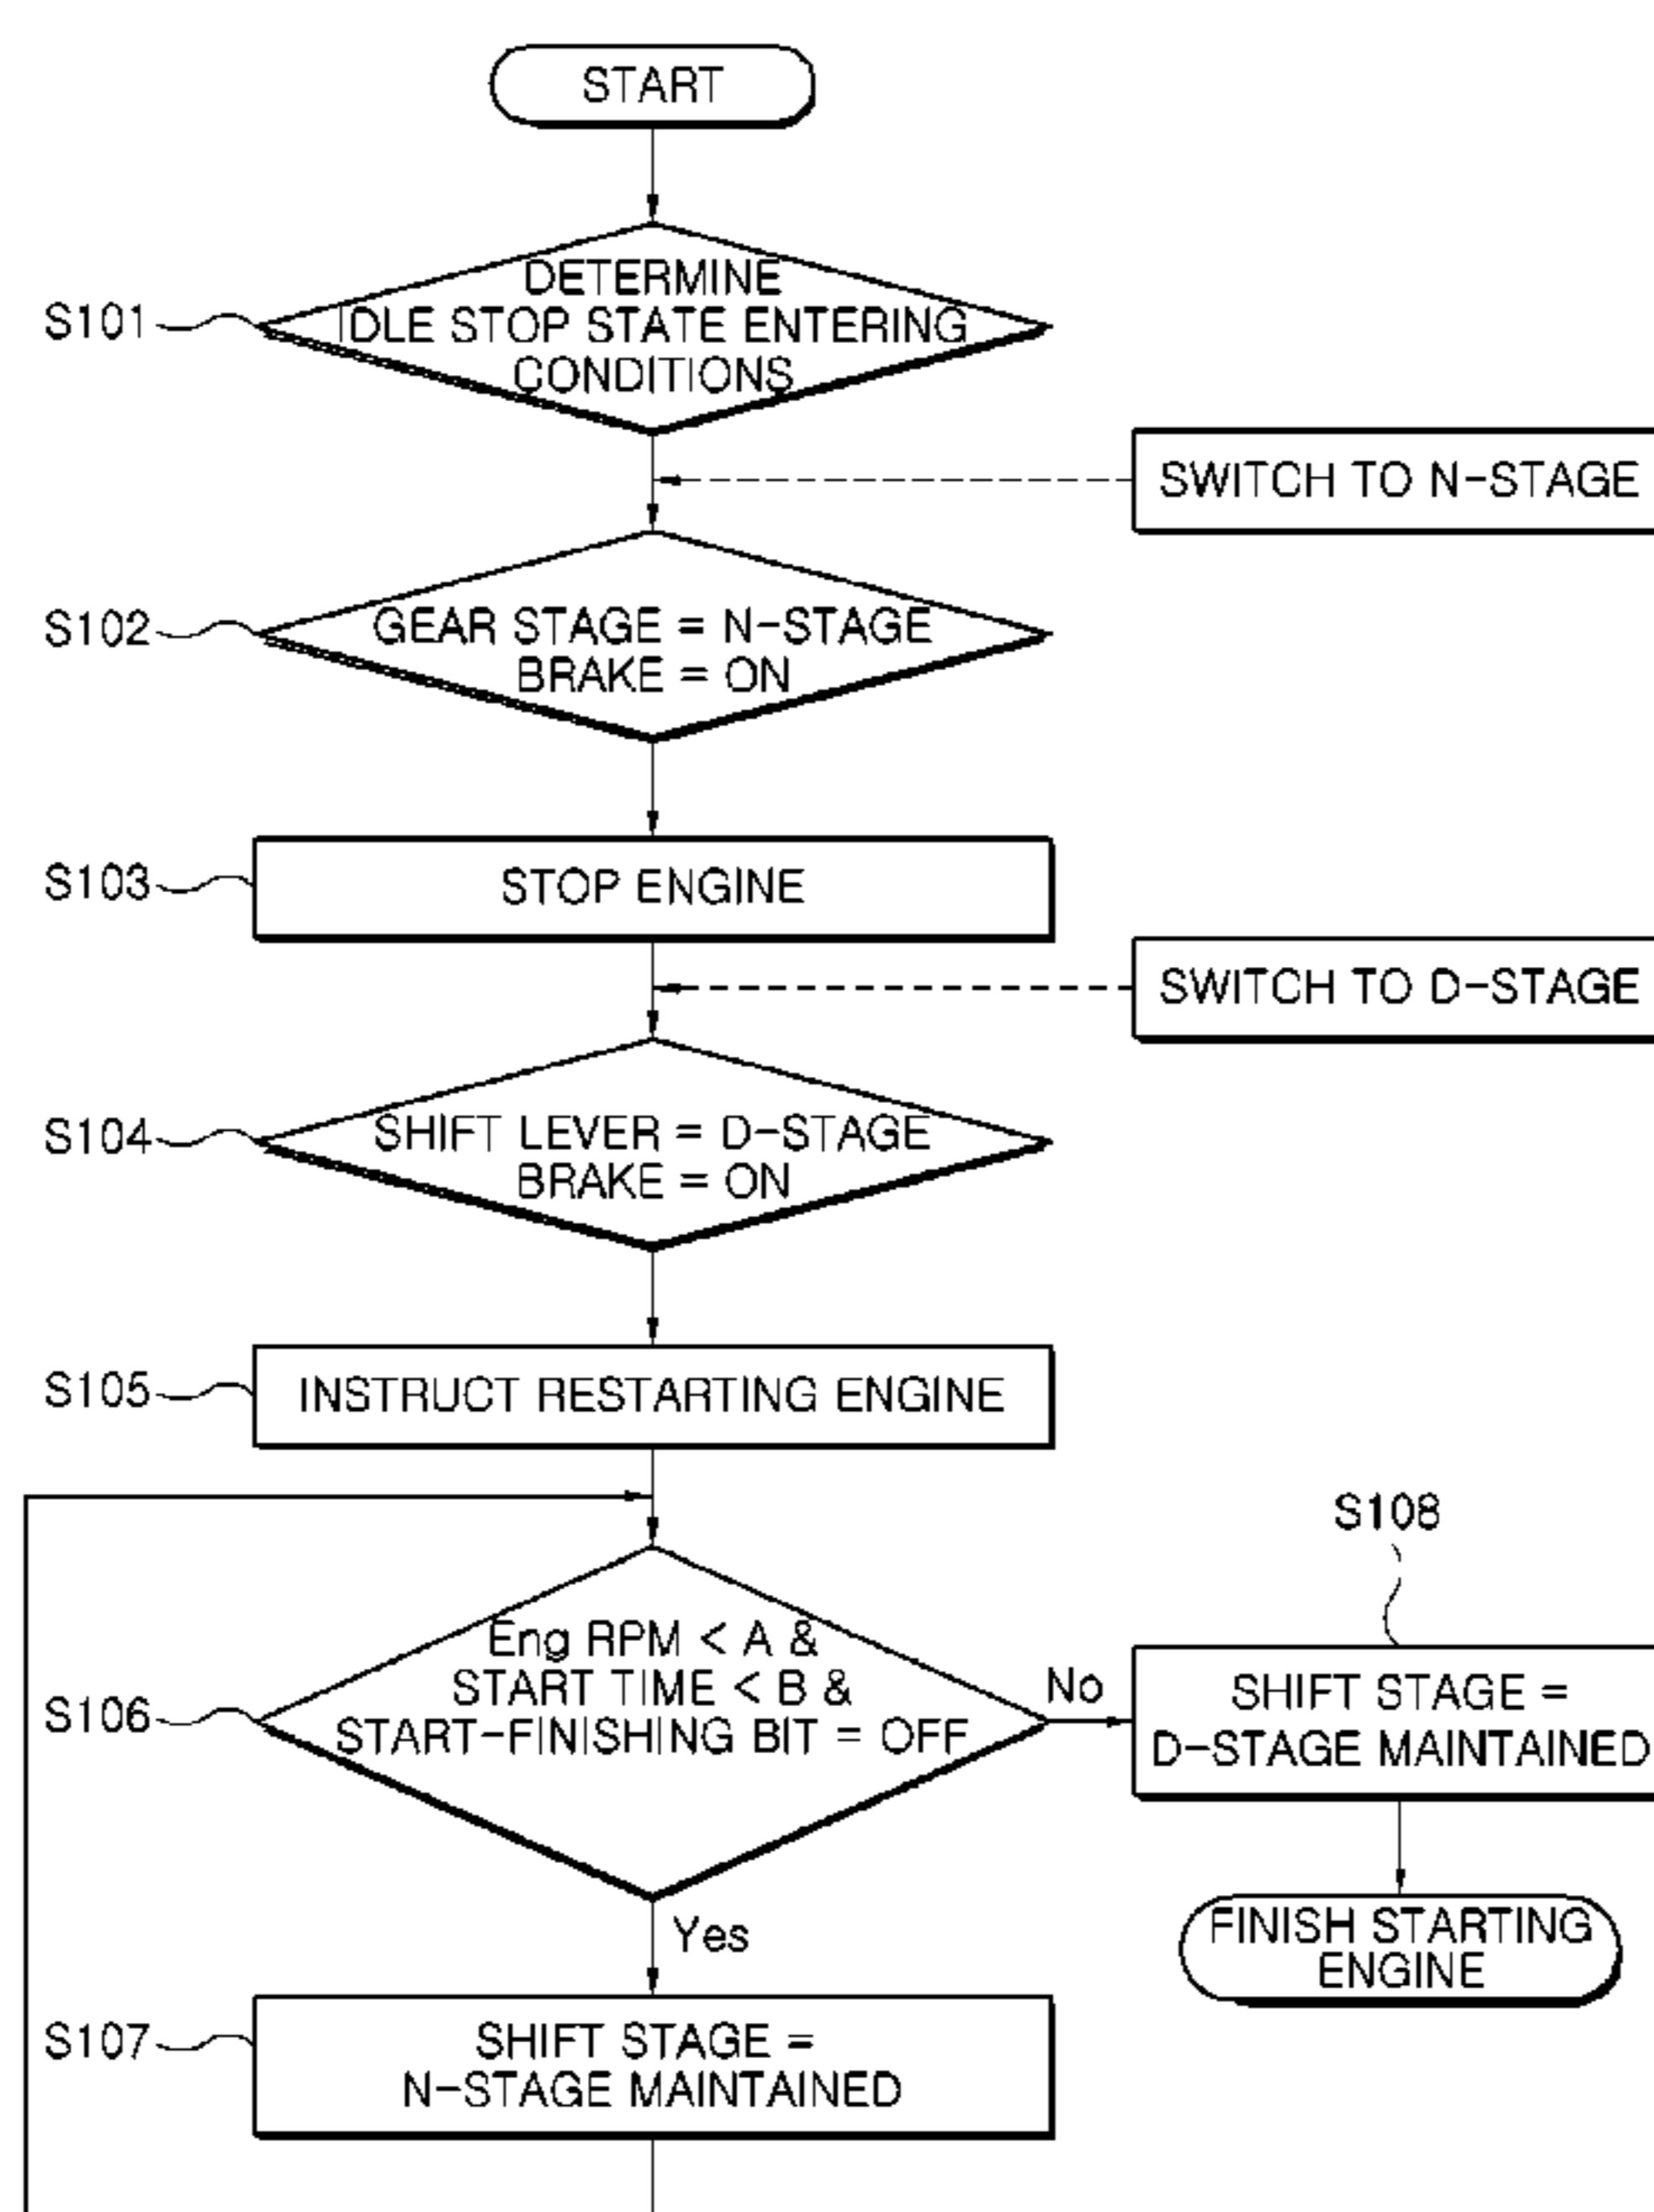 START
S101
DETERMINE
IDLE STOP STATE ENTERING
CONDITIONS
SWITCH TO N-STAGE
S102
GEAR STAGE = N-STAGE
BRAKE = ON
S103
STOP ENGINE
SWITCH TO D-STAGE
S104
SHIFT LEVER = D-STAGE
BRAKE = ON
S105
INSTRUCT RESTARTING ENGINE
S106
Eng RPM < A &
START TIME < B &
START-FINISHING BIT = OFF
No
S108
SHIFT STAGE =
D-STAGE MAINTAINED
FINISH STARTING
ENGINE
Yes
S107
SHIFT STAGE =
N-STAGE MAINTAINED